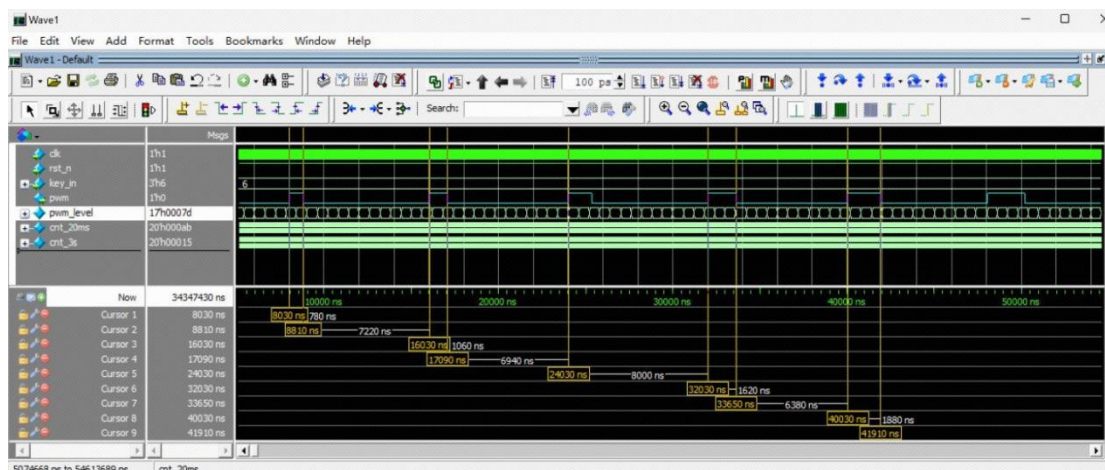 Wave1
File Edit View Add Format Tools Bookmarks Window Help
Wave1 - Default
100 ps
Search:
Msgs
clk 1'h1
rst_n 1'h1
key_in 3'h6 6
pwm 1'h0
pwm_level 17'h0007d
cnt_20ms 20'h000ab
cnt_3s 20'h00015
Now 34347430 ns 10000 ns 20000 ns 30000 ns 40000 ns 50000 ns
Cursor 1 8030 ns 8030 ns 780 ns
Cursor 2 8810 ns 8810 ns 7220 ns
Cursor 3 16030 ns 16030 ns 1060 ns
Cursor 4 17090 ns 17090 ns 6940 ns
Cursor 5 24030 ns 24030 ns 8000 ns
Cursor 6 32030 ns 32030 ns 1620 ns
Cursor 7 33650 ns 33650 ns 6380 ns
Cursor 8 40030 ns 40030 ns 1880 ns
Cursor 9 41910 ns 41910 ns
5074668 ps to 54613689 ps cnt_20ms